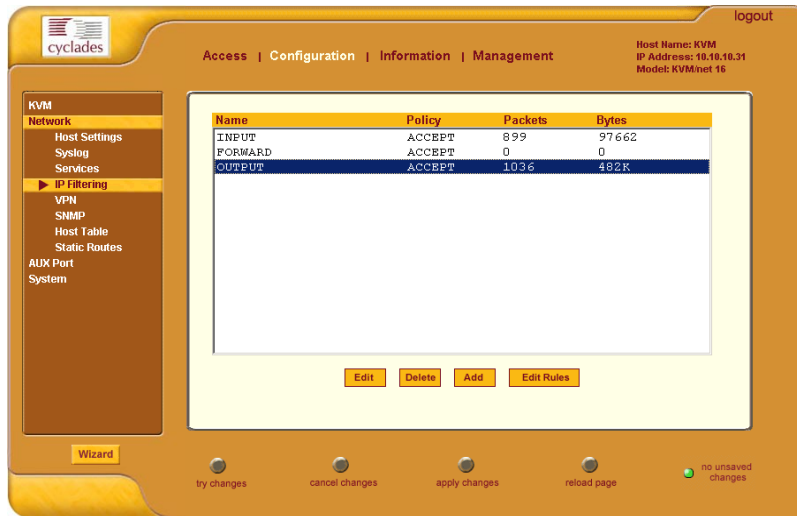 logout
cyclades
Access | Configuration | Information | Management
Host Name: KVM
IP Address: 10.10.10.31
Model: KVM/net 16
KVM
Network
Host Settings
Syslog
Services
IP Filtering
VPN
SNMP
Host Table
Static Routes
AUX Port
System
Name Policy Packets Bytes
INPUT ACCEPT 899 97662
FORWARD ACCEPT 0 0
OUTPUT ACCEPT 1036 482K
Edit Delete Add Edit Rules
Wizard
try changes cancel changes apply changes reload page no unsaved changes